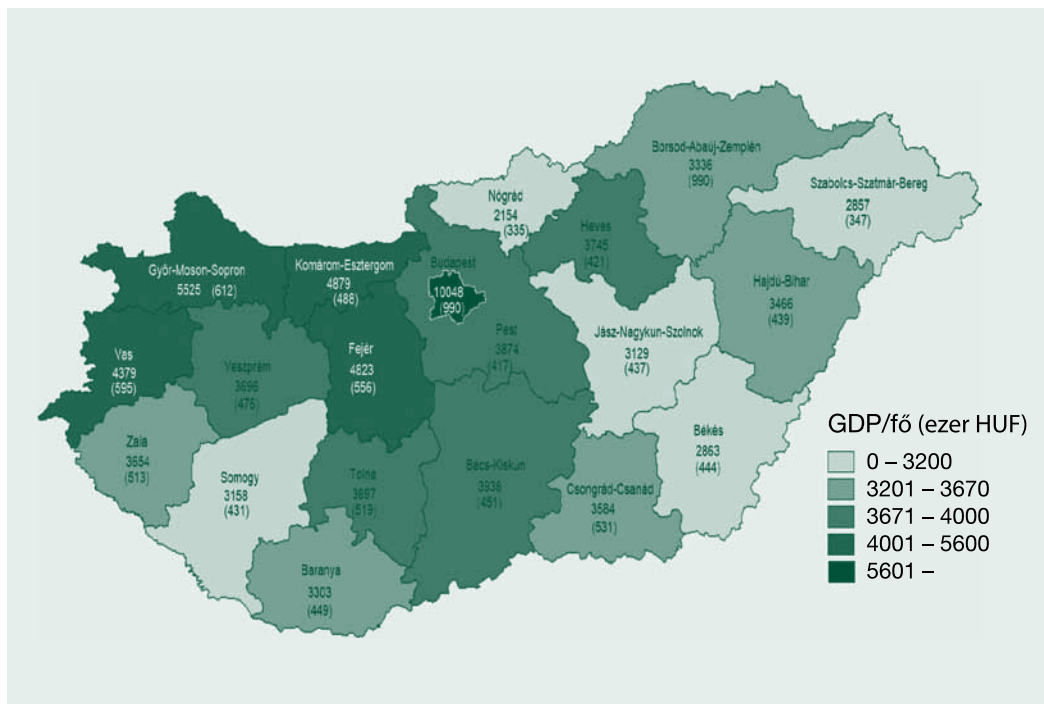 Borsod-Abaúj-Zemplén
3336
(990)
Szabolcs-Szatmár-Bereg
2857
(347)
Nógrád
2154
(335)
Heves
3745
(421)
Győr-Moson-Sopron
5525 (612)
Komárom-Esztergom
4879
(488)
Budapest
10048
(990)
Hajdú-Bihar
3466
(439)
Pest
3874
(417)
Jász-Nagykun-Szolnok
3129
(437)
Vas
4379
(595)
Veszprém
3696
(476)
Fejér
4823
(556)
Zala
3654
(513)
Somogy
3158
(431)
Tolna
3897
(519)
Bács-Kiskun
3938
(451)
Csongrád-Csanád
3584
(531)
Békés
2863
(444)
Baranya
3303
(449)
GDP/fő (ezer HUF)
0 – 3200
3201 – 3670
3671 – 4000
4001 – 5600
5601 –